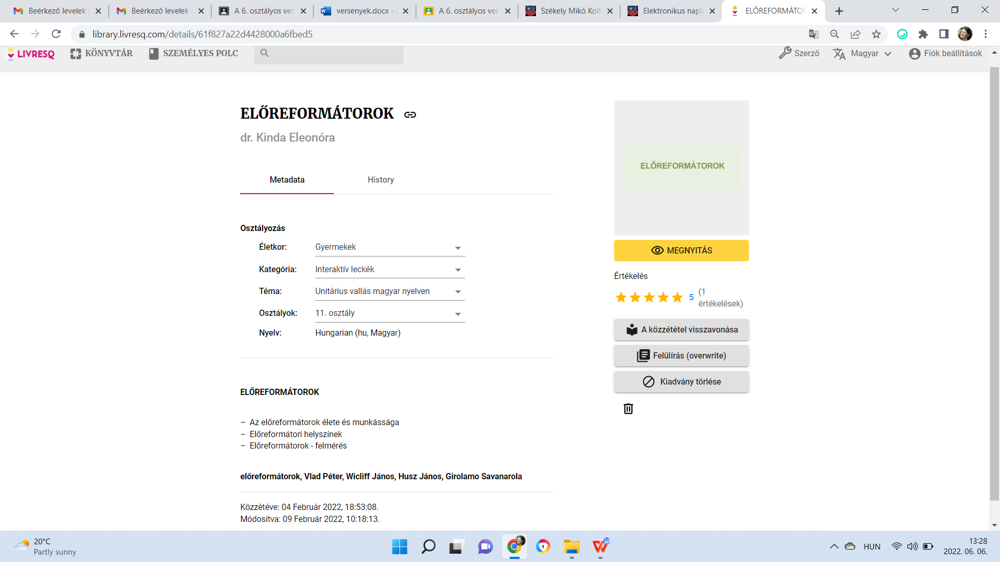 Beérkező levelek
Beérkező levelek
A 6. osztályos ver
versenyek.docx -
A 6. osztályos ver
Székely Mikó Koll
Elektronikus napl
ELŐREFORMÁTOR
library.livresq.com/details/61f827a22d4428000a6fbed5
LIVRESQ
KÖNYVTÁR
SZEMÉLYES POLC
Szerző
Magyar
Fiók beállítások
ELŐREFORMÁTOROK
dr. Kinda Eleonóra
Metadata
History
Osztályozás
Életkor: Gyermekek
Kategória: Interaktív leckék
Téma: Unitárius vallás magyar nyelven
Osztályok: 11. osztály
Nyelv: Hungarian (hu, Magyar)
ELŐREFORMÁTOROK
– Az előreformátorok élete és munkássága
– Előreformátori helyszínek
– Előreformátorok - felmérés
előreformátorok, Vlad Péter, Wicliff János, Husz János, Girolamo Savanarola
Közzétéve: 04 Február 2022, 18:53:08.
Módosítva: 09 Február 2022, 10:18:13.
ELŐREFORMÁTOROK
MEGNYITÁS
Értékelés
5 (1
értékelések)
A közzététel visszavonása
Felülírás (overwrite)
Kiadvány törlése
20°C
Partly sunny
HUN
13:28
2022. 06. 06.